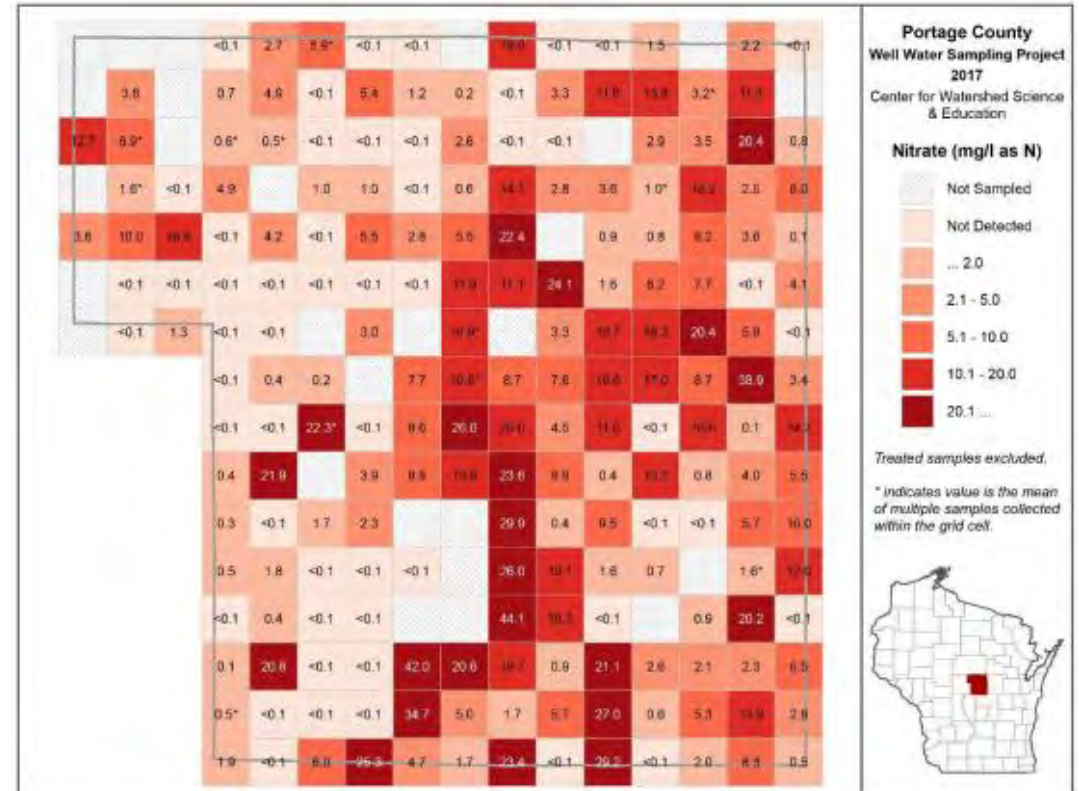 <0.1 2.7 <0.1 <0.1 <0.1 <0.1 1.5 2.2 <0.1
3.8 0.7 4.9 <0.1 5.4 1.2 0.2 <0.1 3.3 3.2*
6.9* 0.6* 0.5* <0.1 <0.1 <0.1 2.6 <0.1 <0.1 2.9 3.5 20.4 0.8
1.6* <0.1 4.9 1.0 1.0 <0.1 0.6 2.8 3.6 1.0* 2.5
10.0 <0.1 4.2 <0.1 5.5 2.8 5.5 22.4 0.9 0.8 6.2 3.6 0.1
<0.1 <0.1 <0.1 <0.1 <0.1 <0.1 <0.1 11.1 24.1 1.6 8.2 7.7 <0.1 4.1
<0.1 1.3 <0.1 <0.1 3.0 3.3 20.4 5.9 <0.1
<0.1 0.4 0.2 7.7 8.7 7.6 8.7 38.9 3.4
<0.1 <0.1 22.3* <0.1 26.0 4.5 <0.1 0.1
0.4 21.9 3.9 23.6 0.4 4.0 5.5
0.3 <0.1 1.7 2.3 29.9 0.4 9.5 <0.1 <0.1 5.7
0.5 1.8 <0.1 <0.1 <0.1 26.0 1.6 0.7 1.6*
<0.1 0.4 <0.1 <0.1 44.1 <0.1 0.9 20.2 <0.1
0.1 20.8 <0.1 <0.1 42.0 20.6 0.9 21.1 2.6 2.1 2.3
0.5* <0.1 <0.1 <0.1 34.7 5.0 1.7 5.7 27.0 0.6 5.3 2.8
1.9 <0.1 25.3 4.7 1.7 23.4 <0.1 29.2 <0.1 2.0 0.5
Portage County
Well Water Sampling Project
2017
Center for Watershed Science
& Education
Nitrate (mg/l as N)
Not Sampled
Not Detected
... 2.0
2.1 - 5.0
5.1 - 10.0
10.1 - 20.0
20.1 ...
Treated samples excluded.
* indicates value is the mean
of multiple samples collected
within the grid cell.